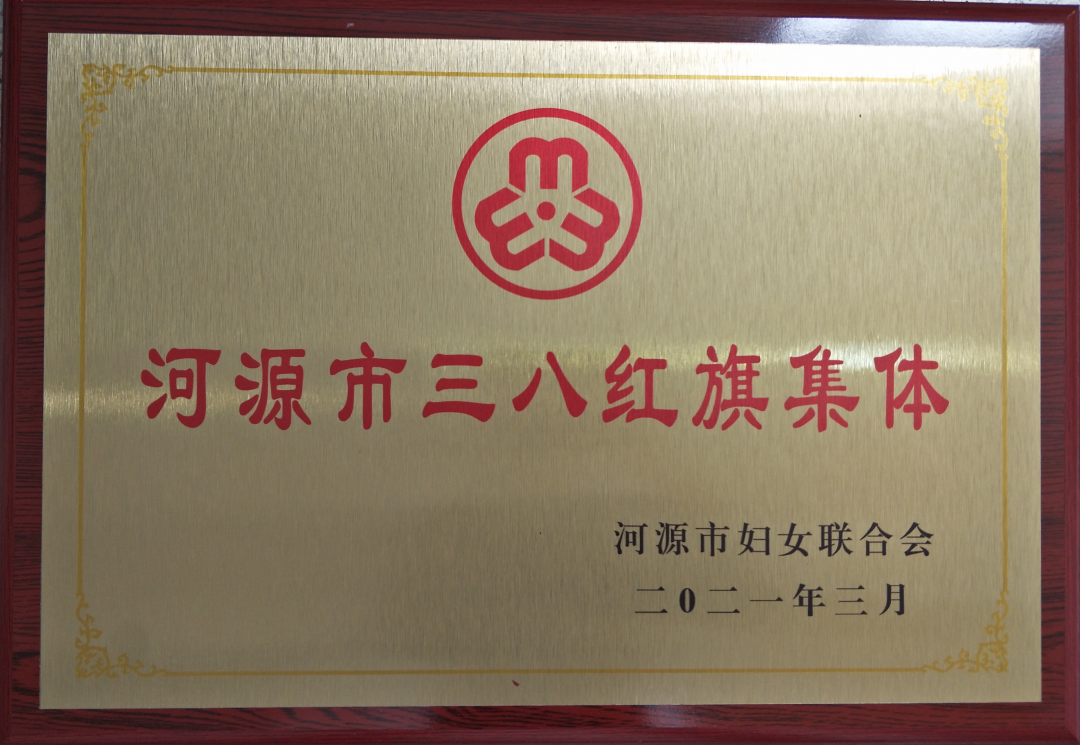 河源市三八红旗集体
河源市妇女联合会
二0二一年三月